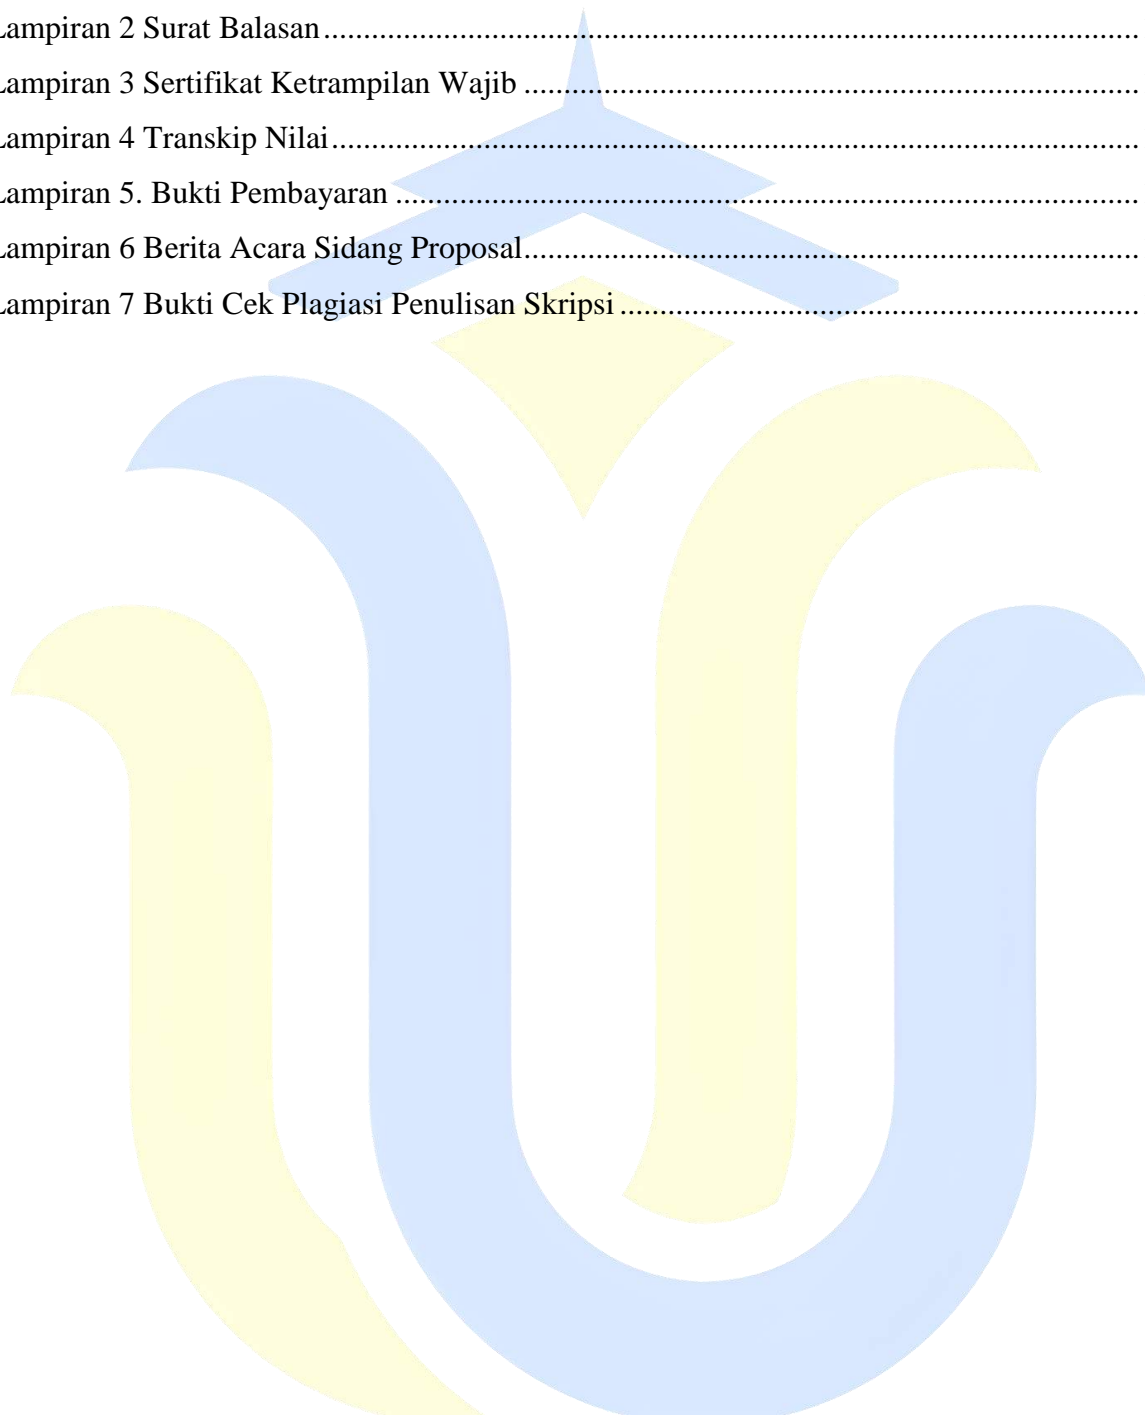 Lampiran 2 Surat Balasan......................................................................................................
Lampiran 3 Sertifikat Ketrampilan Wajib .............................................................................
Lampiran 4 Transkip Nilai.....................................................................................................
Lampiran 5. Bukti Pembayaran .............................................................................................
Lampiran 6 Berita Acara Sidang Proposal.............................................................................
Lampiran 7 Bukti Cek Plagiasi Penulisan Skripsi .................................................................